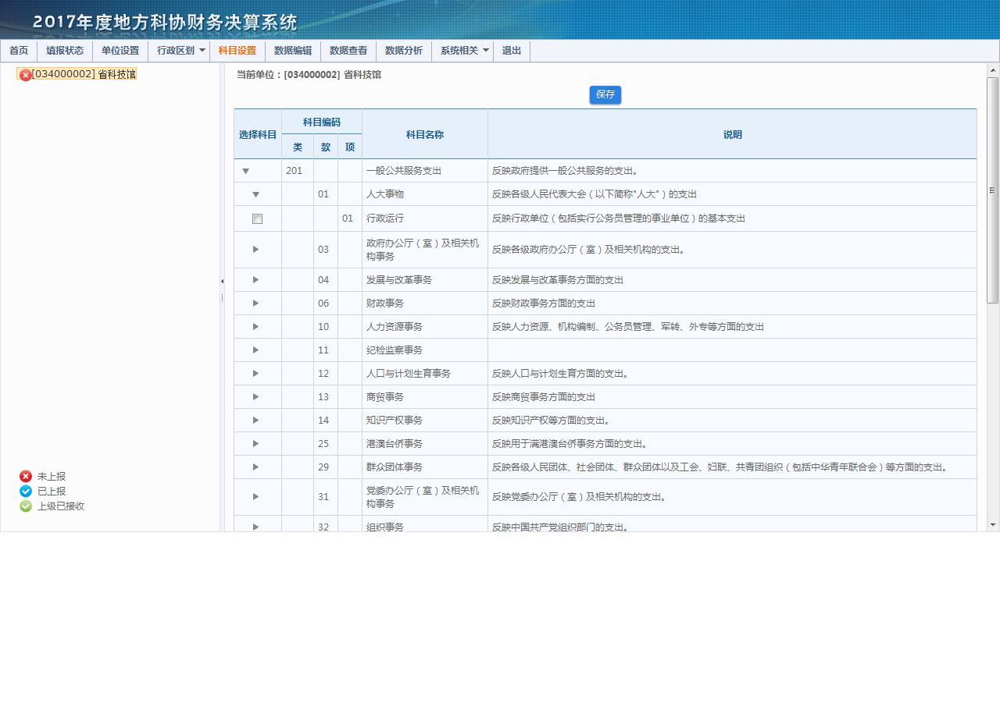 2017年度地方科协财务决算系统
首页 填报状态 单位设置 行政区划 科目设置 数据编辑 数据查看 数据分析 系统相关 退出
[034000002] 省科技馆
未上报
已上报
上级已接收
当前单位：[034000002] 省科技馆
保存
选择科目 科目编码 科目名称 说明
类 款 项
201 一般公共服务支出 反映政府提供一般公共服务的支出。
01 人大事物 反映各级人民代表大会（以下简称"人大"）的支出
01 行政运行 反映行政单位（包括实行公务员管理的事业单位）的基本支出
03 政府办公厅（室）及相关机 反映各级政府办公厅（室）及相关机构的支出。
构事务
04 发展与改革事务 反映发展与改革事务方面的支出
06 财政事务 反映财政事务方面的支出
10 人力资源事务 反映人力资源、机构编制、公务员管理、军转、外专等方面的支出
11 纪检监察事务
12 人口与计划生育事务 反映人口与计划生育方面的支出。
13 商贸事务 反映商贸事务方面的支出
14 知识产权事务 反映知识产权等方面的支出。
25 港澳台侨事务 反映用于满港澳台侨事务方面的支出。
29 群众团体事务 反映各级人民团体、社会团体、群众团体以及工会、妇联、共青团组织（包括中华青年联合会）等方面的支出。
31 党委办公厅（室）及相关机 反映党委办公厅（室）及相关机构的支出。
构事务
32 组织事务 反映中国共产党组织部门的支出。